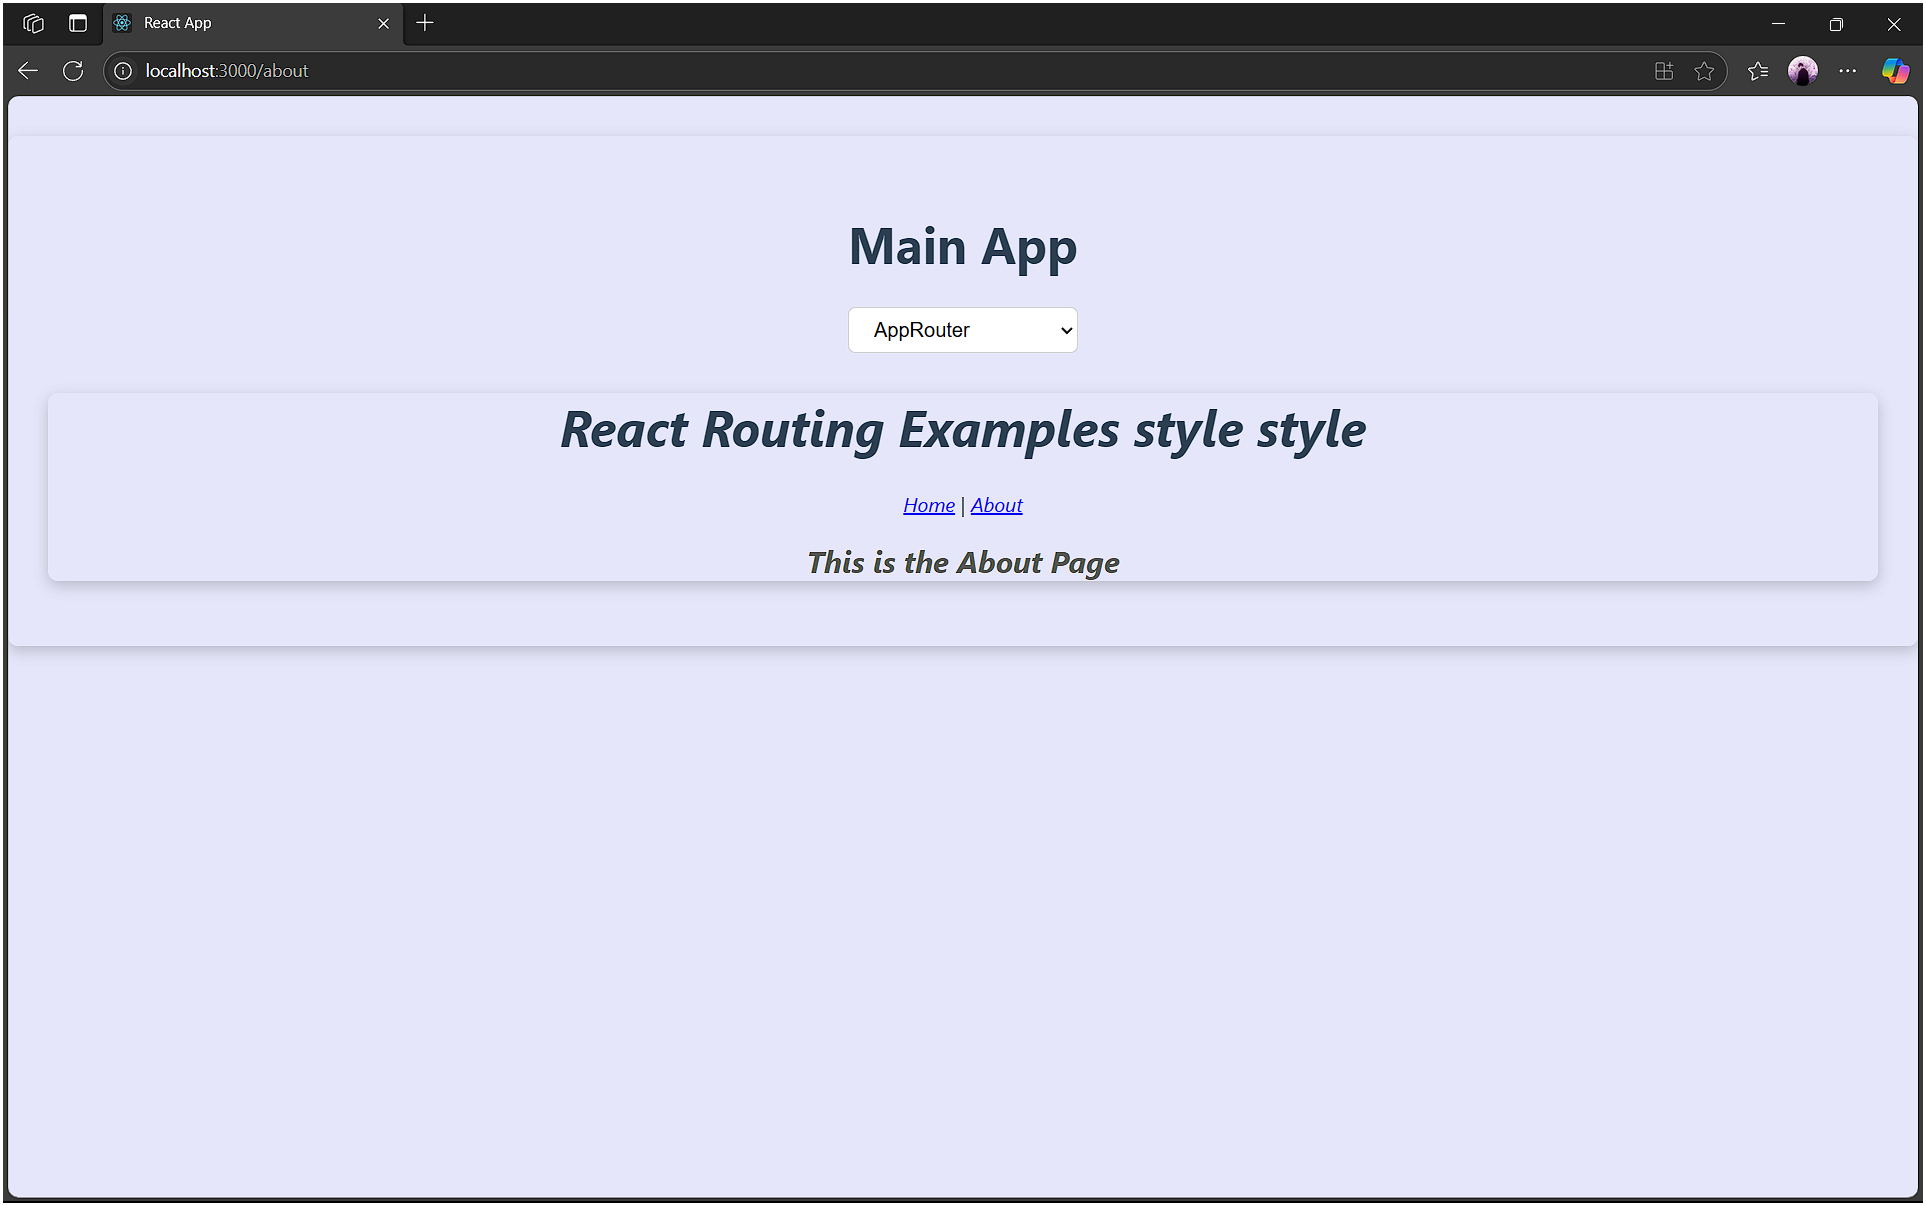 React App
localhost:3000/about
Main App
AppRouter
React Routing Examples style style
Home | About
This is the About Page